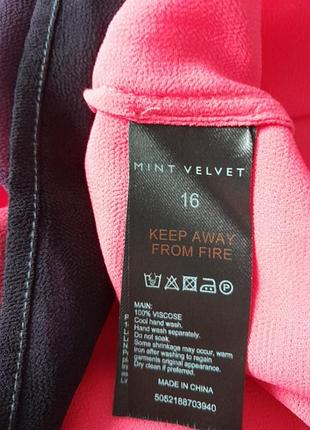 MINT VELVET
16
KEEP AWAY
FROM FIRE
MAIN:
100% VISCOSE
Cool hand wash.
Hand wash separately.
Do not soak.
Some shrinkage may occur, warm
iron after washing to regain
garments original appearance.
Dry clean if preferred.
MADE IN CHINA
5052188703940